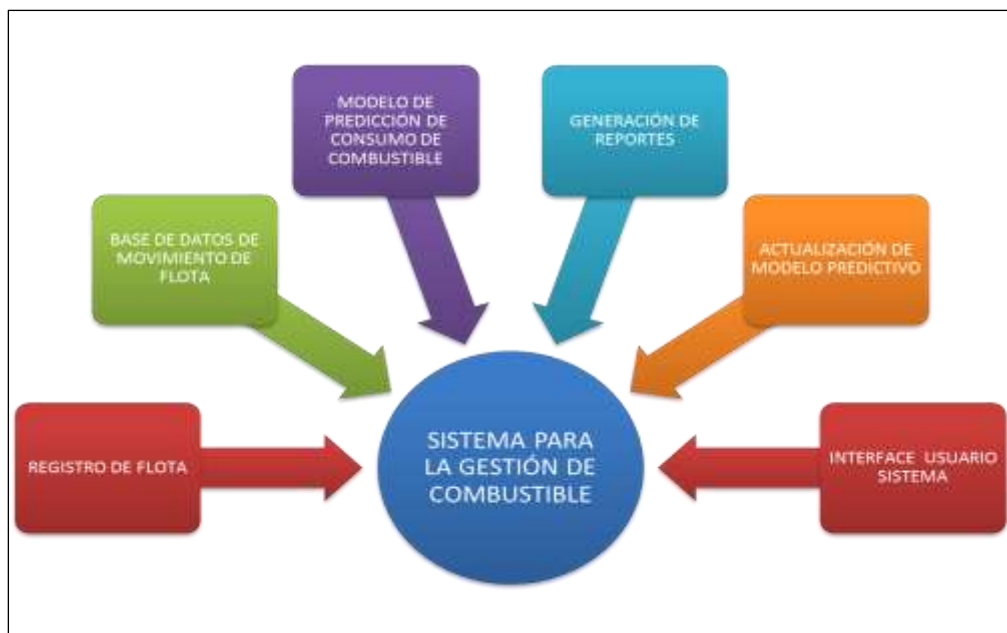 MODELO DE
PREDICCIÓN DE
CONSUMO DE
COMBUSTIBLE
GENERACIÓN DE
REPORTES
BASE DE DATOS DE
MOVIMIENTO DE
FLOTA
ACTUALIZACIÓN DE
MODELO PREDICTIVO
REGISTRO DE FLOTA
SISTEMA PARA
LA GESTIÓN DE
COMBUSTIBLE
INTERFACE USUARIO
SISTEMA